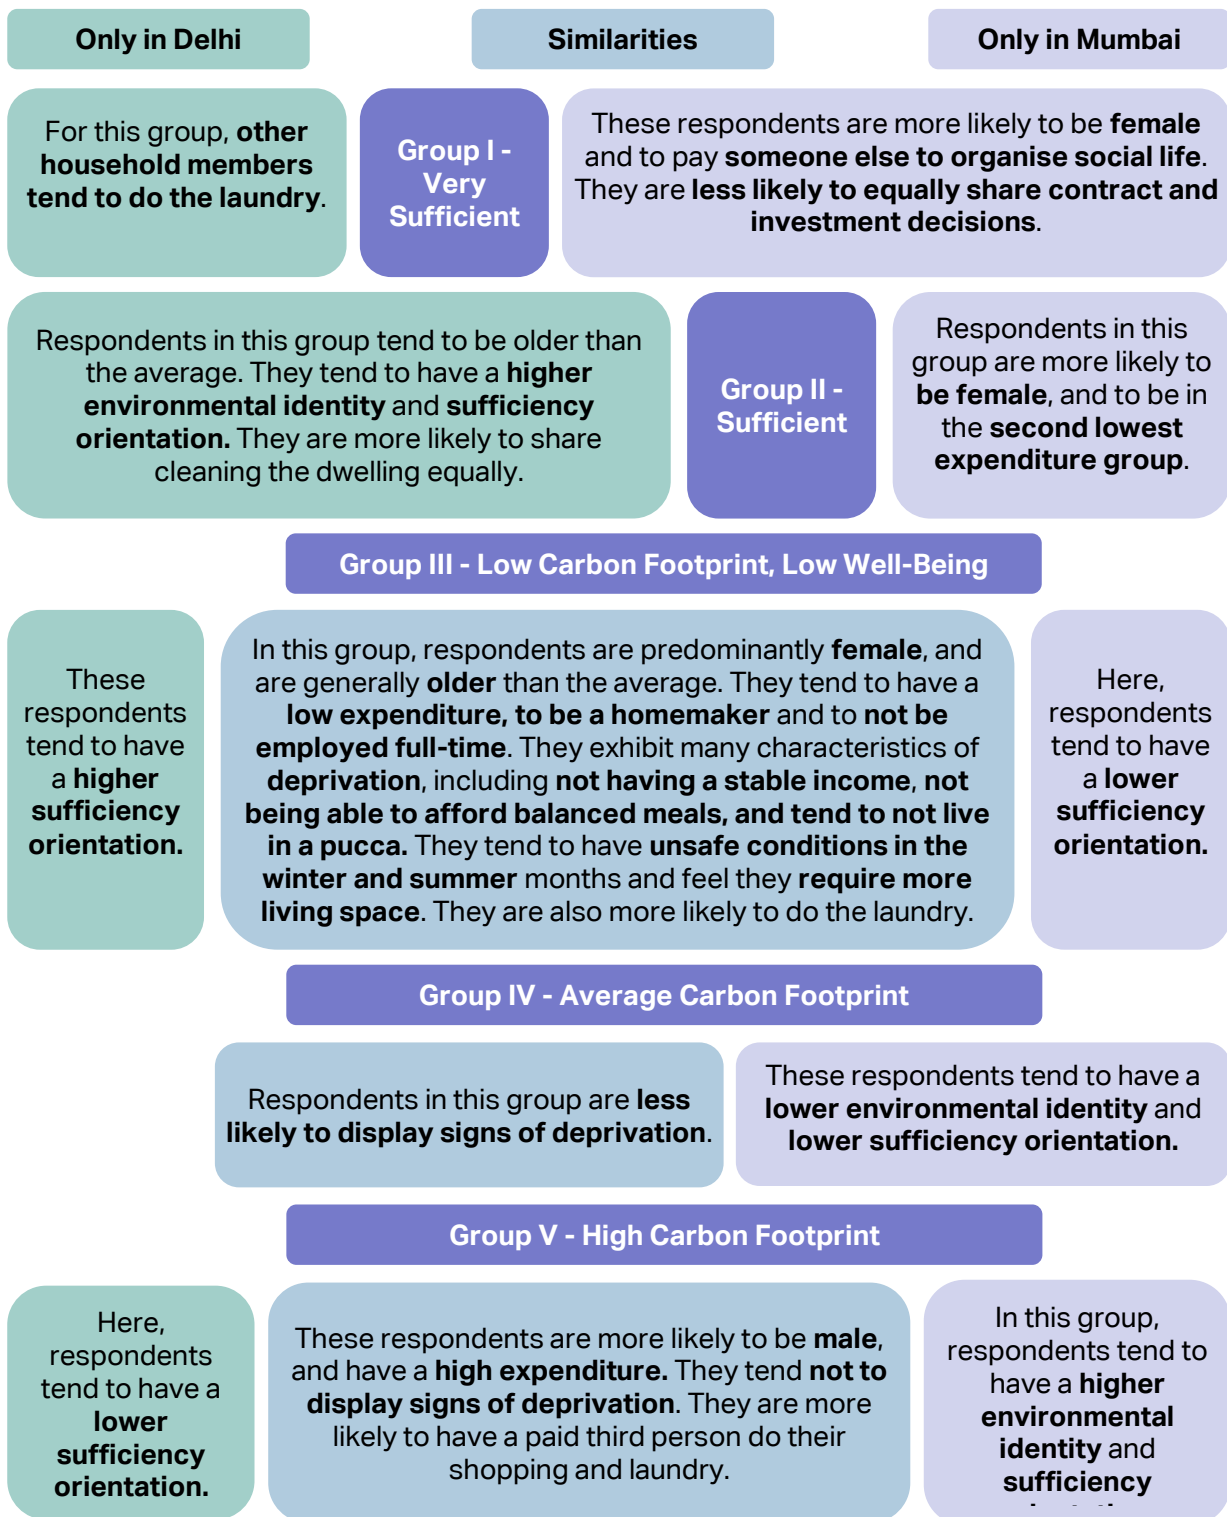 Only in Delhi
Similarities
Only in Mumbai
For this group, other
household members
tend to do the laundry.
Group I -
Very
Sufficient
These respondents are more likely to be female
and to pay someone else to organise social life.
They are less likely to equally share contract and
investment decisions.
Respondents in this group tend to be older than
the average. They tend to have a higher
environmental identity and sufficiency
orientation. They are more likely to share
cleaning the dwelling equally.
Group II -
Sufficient
Respondents in this
group are more likely to
be female, and to be in
the second lowest
expenditure group.
Group III - Low Carbon Footprint, Low Well-Being
These
respondents
tend to have
a higher
sufficiency
orientation.
In this group, respondents are predominantly female, and
are generally older than the average. They tend to have a
low expenditure, to be a homemaker and to not be
employed full-time. They exhibit many characteristics of
deprivation, including not having a stable income, not
being able to afford balanced meals, and tend to not live
in a pucca. They tend to have unsafe conditions in the
winter and summer months and feel they require more
living space. They are also more likely to do the laundry.
Here,
respondents
tend to have
a lower
sufficiency
orientation.
Group IV - Average Carbon Footprint
Respondents in this group are less
likely to display signs of deprivation.
These respondents tend to have a
lower environmental identity and
lower sufficiency orientation.
Group V - High Carbon Footprint
Here,
respondents
tend to have a
lower
sufficiency
orientation.
These respondents are more likely to be male,
and have a high expenditure. They tend not to
display signs of deprivation. They are more
likely to have a paid third person do their
shopping and laundry.
In this group,
respondents tend to
have a higher
environmental
identity and
sufficiency